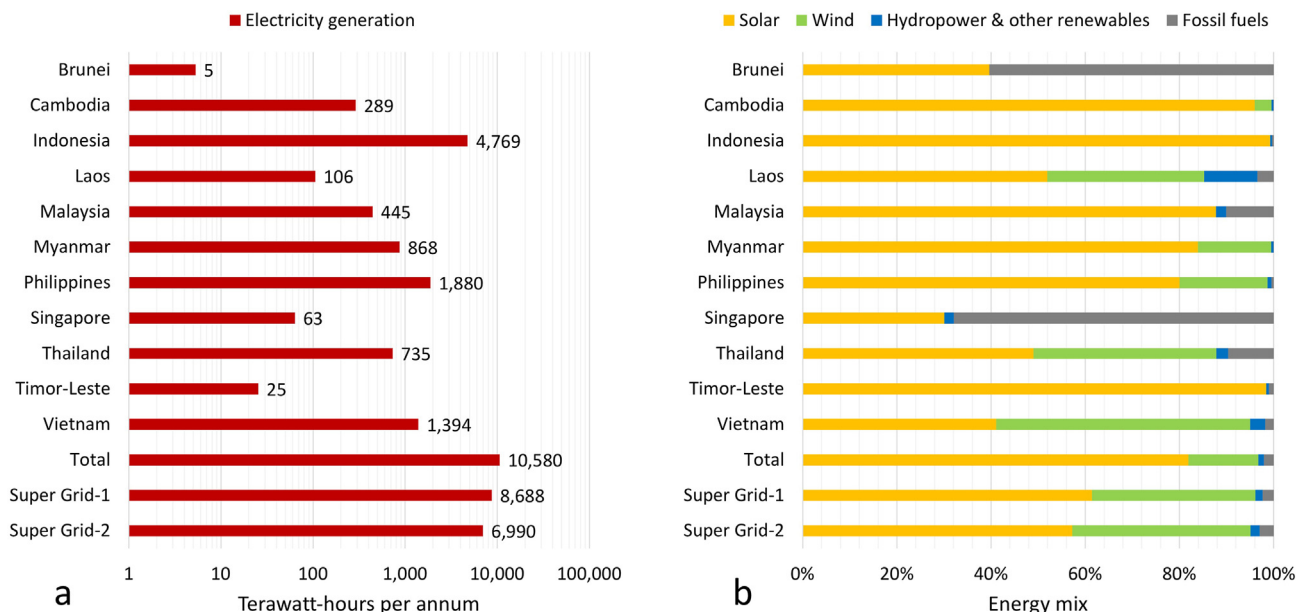 Electricity generation
Brunei 5
Cambodia 289
Indonesia 4,769
Laos 106
Malaysia 445
Myanmar 868
Philippines 1,880
Singapore 63
Thailand 735
Timor-Leste 25
Vietnam 1,394
Total 10,580
Super Grid-1 8,688
Super Grid-2 6,990
1 10 100 1,000 10,000 100,000
a Terawatt-hours per annum
Solar Wind Hydropower & other renewables Fossil fuels
Brunei
Cambodia
Indonesia
Laos
Malaysia
Myanmar
Philippines
Singapore
Thailand
Timor-Leste
Vietnam
Total
Super Grid-1
Super Grid-2
0% 20% 40% 60% 80% 100%
b Energy mix